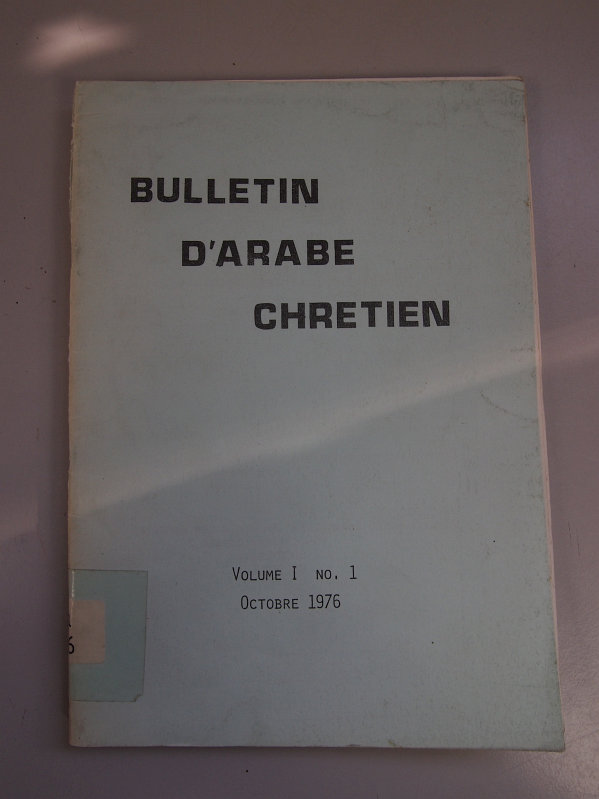 BULLETIN
D'ARABE
CHRETIEN
VOLUME I NO. 1
OCTOBRE 1976